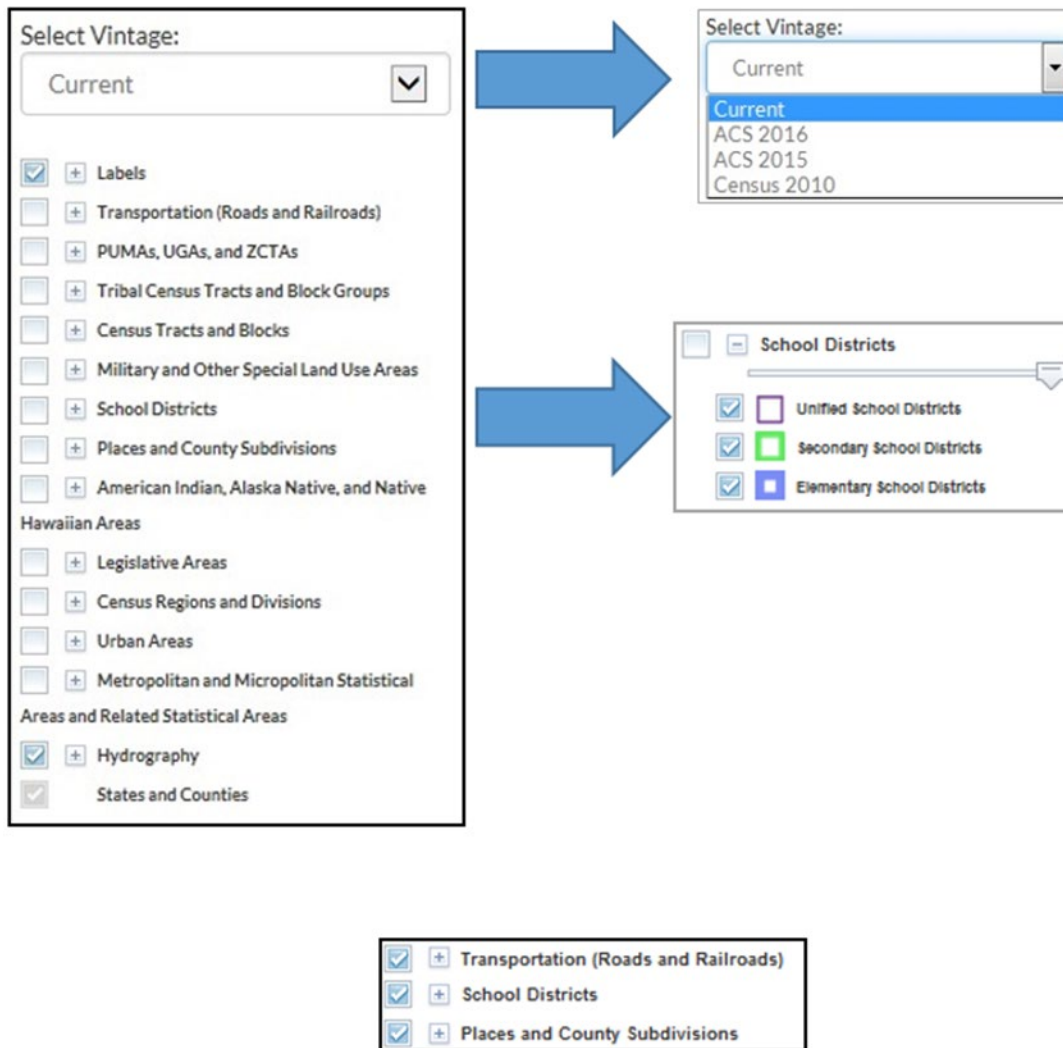 Select Vintage:
Current
Labels
Transportation (Roads and Railroads)
PUMAs, UGAs, and ZCTAs
Tribal Census Tracts and Block Groups
Census Tracts and Blocks
Military and Other Special Land Use Areas
School Districts
Places and County Subdivisions
American Indian, Alaska Native, and Native
Hawaiian Areas
Legislative Areas
Census Regions and Divisions
Urban Areas
Metropolitan and Micropolitan Statistical
Areas and Related Statistical Areas
Hydrography
States and Counties
Select Vintage:
Current
Current
ACS 2016
ACS 2015
Census 2010
School Districts
Unified School Districts
Secondary School Districts
Elementary School Districts
Transportation (Roads and Railroads)
School Districts
Places and County Subdivisions